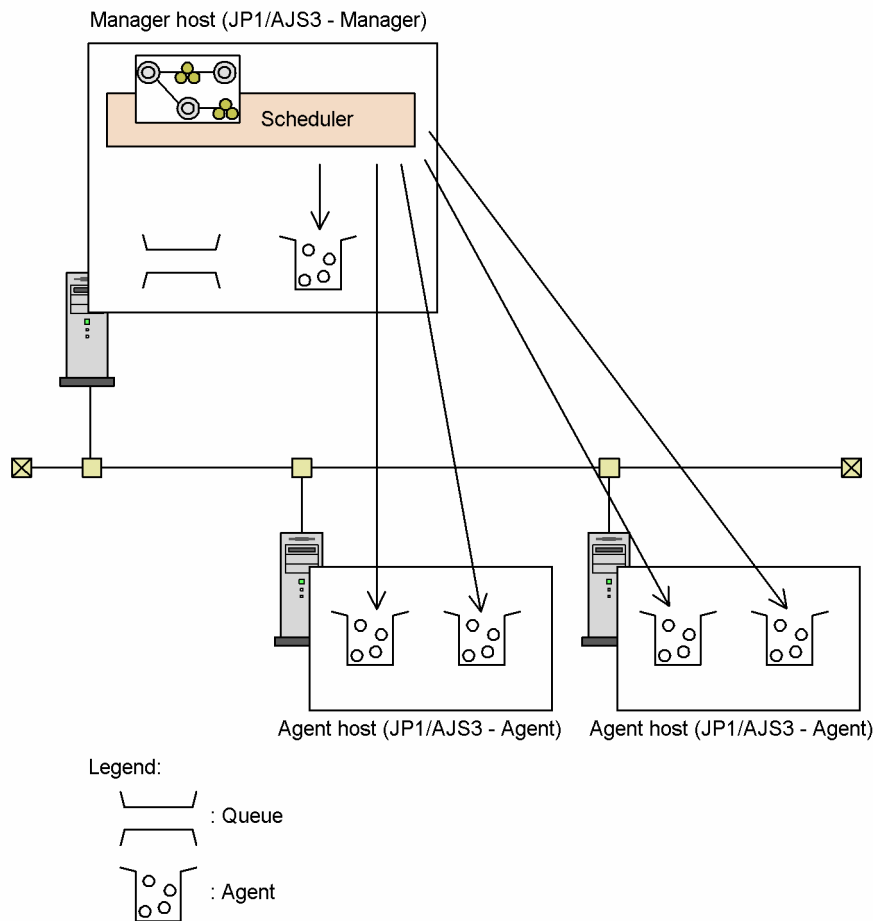 Manager host (JP1/AJS3 - Manager)
Scheduler
Agent host (JP1/AJS3 - Agent)
Agent host (JP1/AJS3 - Agent)
Legend:
: Queue
: Agent